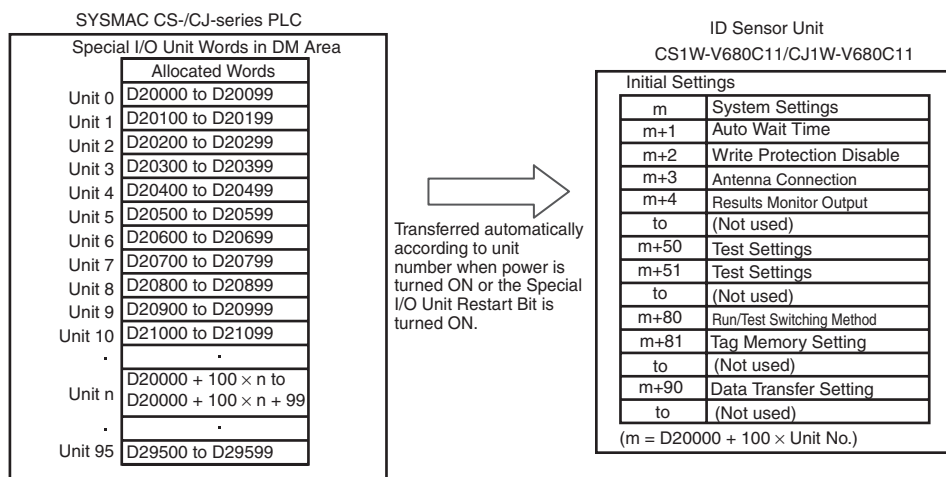 SYSMAC CS-/CJ-series PLC
Special I/O Unit Words in DM Area
Allocated Words
Unit 0 D20000 to D20099
Unit 1 D20100 to D20199
Unit 2 D20200 to D20299
Unit 3 D20300 to D20399
Unit 4 D20400 to D20499
Unit 5 D20500 to D20599
Unit 6 D20600 to D20699
Unit 7 D20700 to D20799
Unit 8 D20800 to D20899
Unit 9 D20900 to D20999
Unit 10 D21000 to D21099
. .
Unit n D20000 + 100 × n to
D20000 + 100 × n + 99
. .
Unit 95 D29500 to D29599
Transferred automatically
according to unit
number when power is
turned ON or the Special
I/O Unit Restart Bit is
turned ON.
ID Sensor Unit
CS1W-V680C11/CJ1W-V680C11
Initial Settings
m System Settings
m+1 Auto Wait Time
m+2 Write Protection Disable
m+3 Antenna Connection
m+4 Results Monitor Output
to (Not used)
m+50 Test Settings
m+51 Test Settings
to (Not used)
m+80 Run/Test Switching Method
m+81 Tag Memory Setting
to (Not used)
m+90 Data Transfer Setting
to (Not used)
(m = D20000 + 100 × Unit No.)